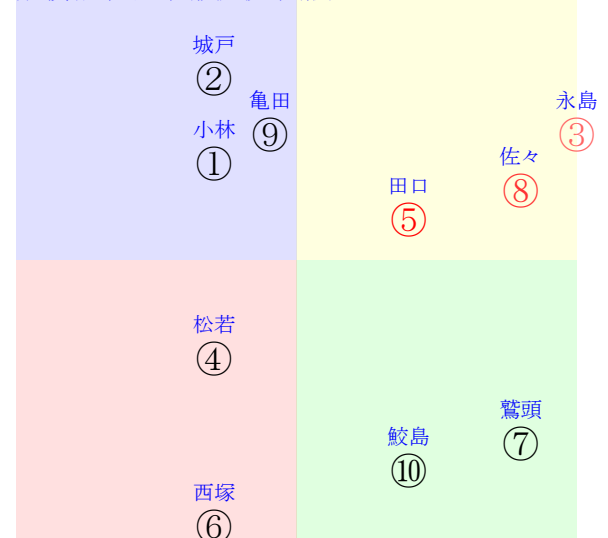 城戸
②
亀田
⑨
永島
③
小林
①
佐々
⑧
田口
⑤
松若
④
鷲頭
⑦
鮫島
⑩
西塚
⑥